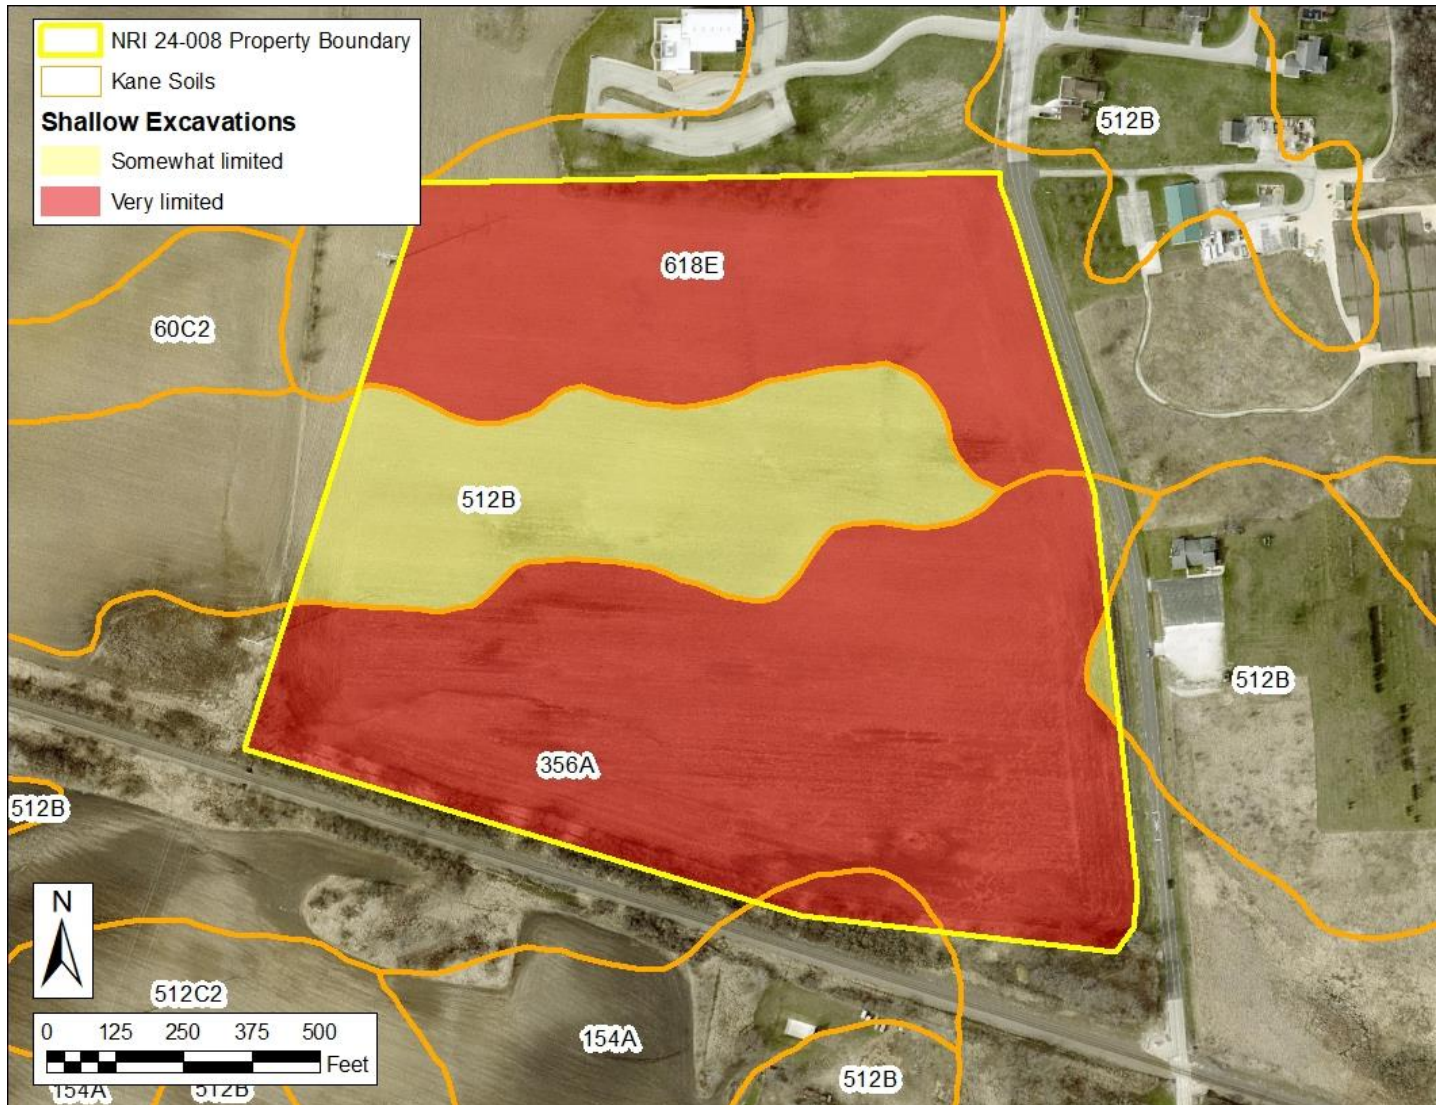 NRI 24-008 Property Boundary
Kane Soils
Shallow Excavations
Somewhat limited
Very limited
512B
618E
60C2
512B
512B
356A
512B
N
512C2
154A
512B
0 125 250 375 500
Feet
154A
512B